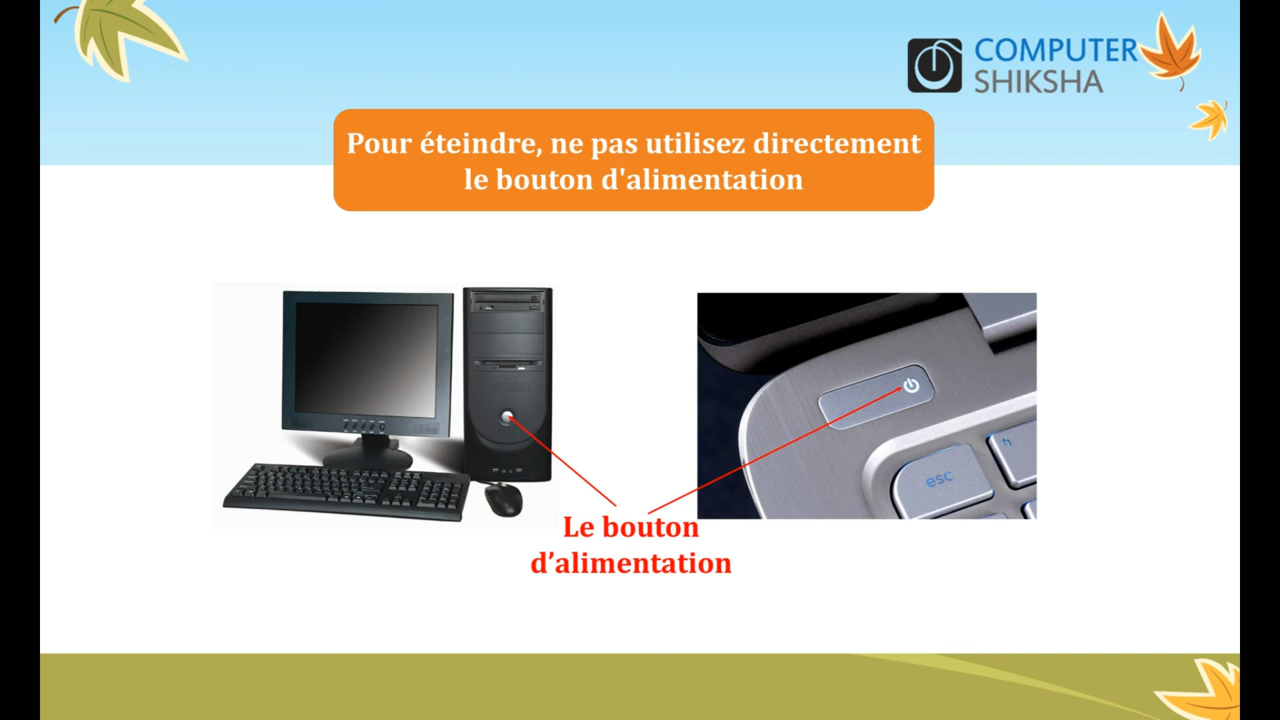 COMPUTER
SHIKSHA
Pour éteindre, ne pas utilisez directement
le bouton d'alimentation
esc
Le bouton
d’alimentation